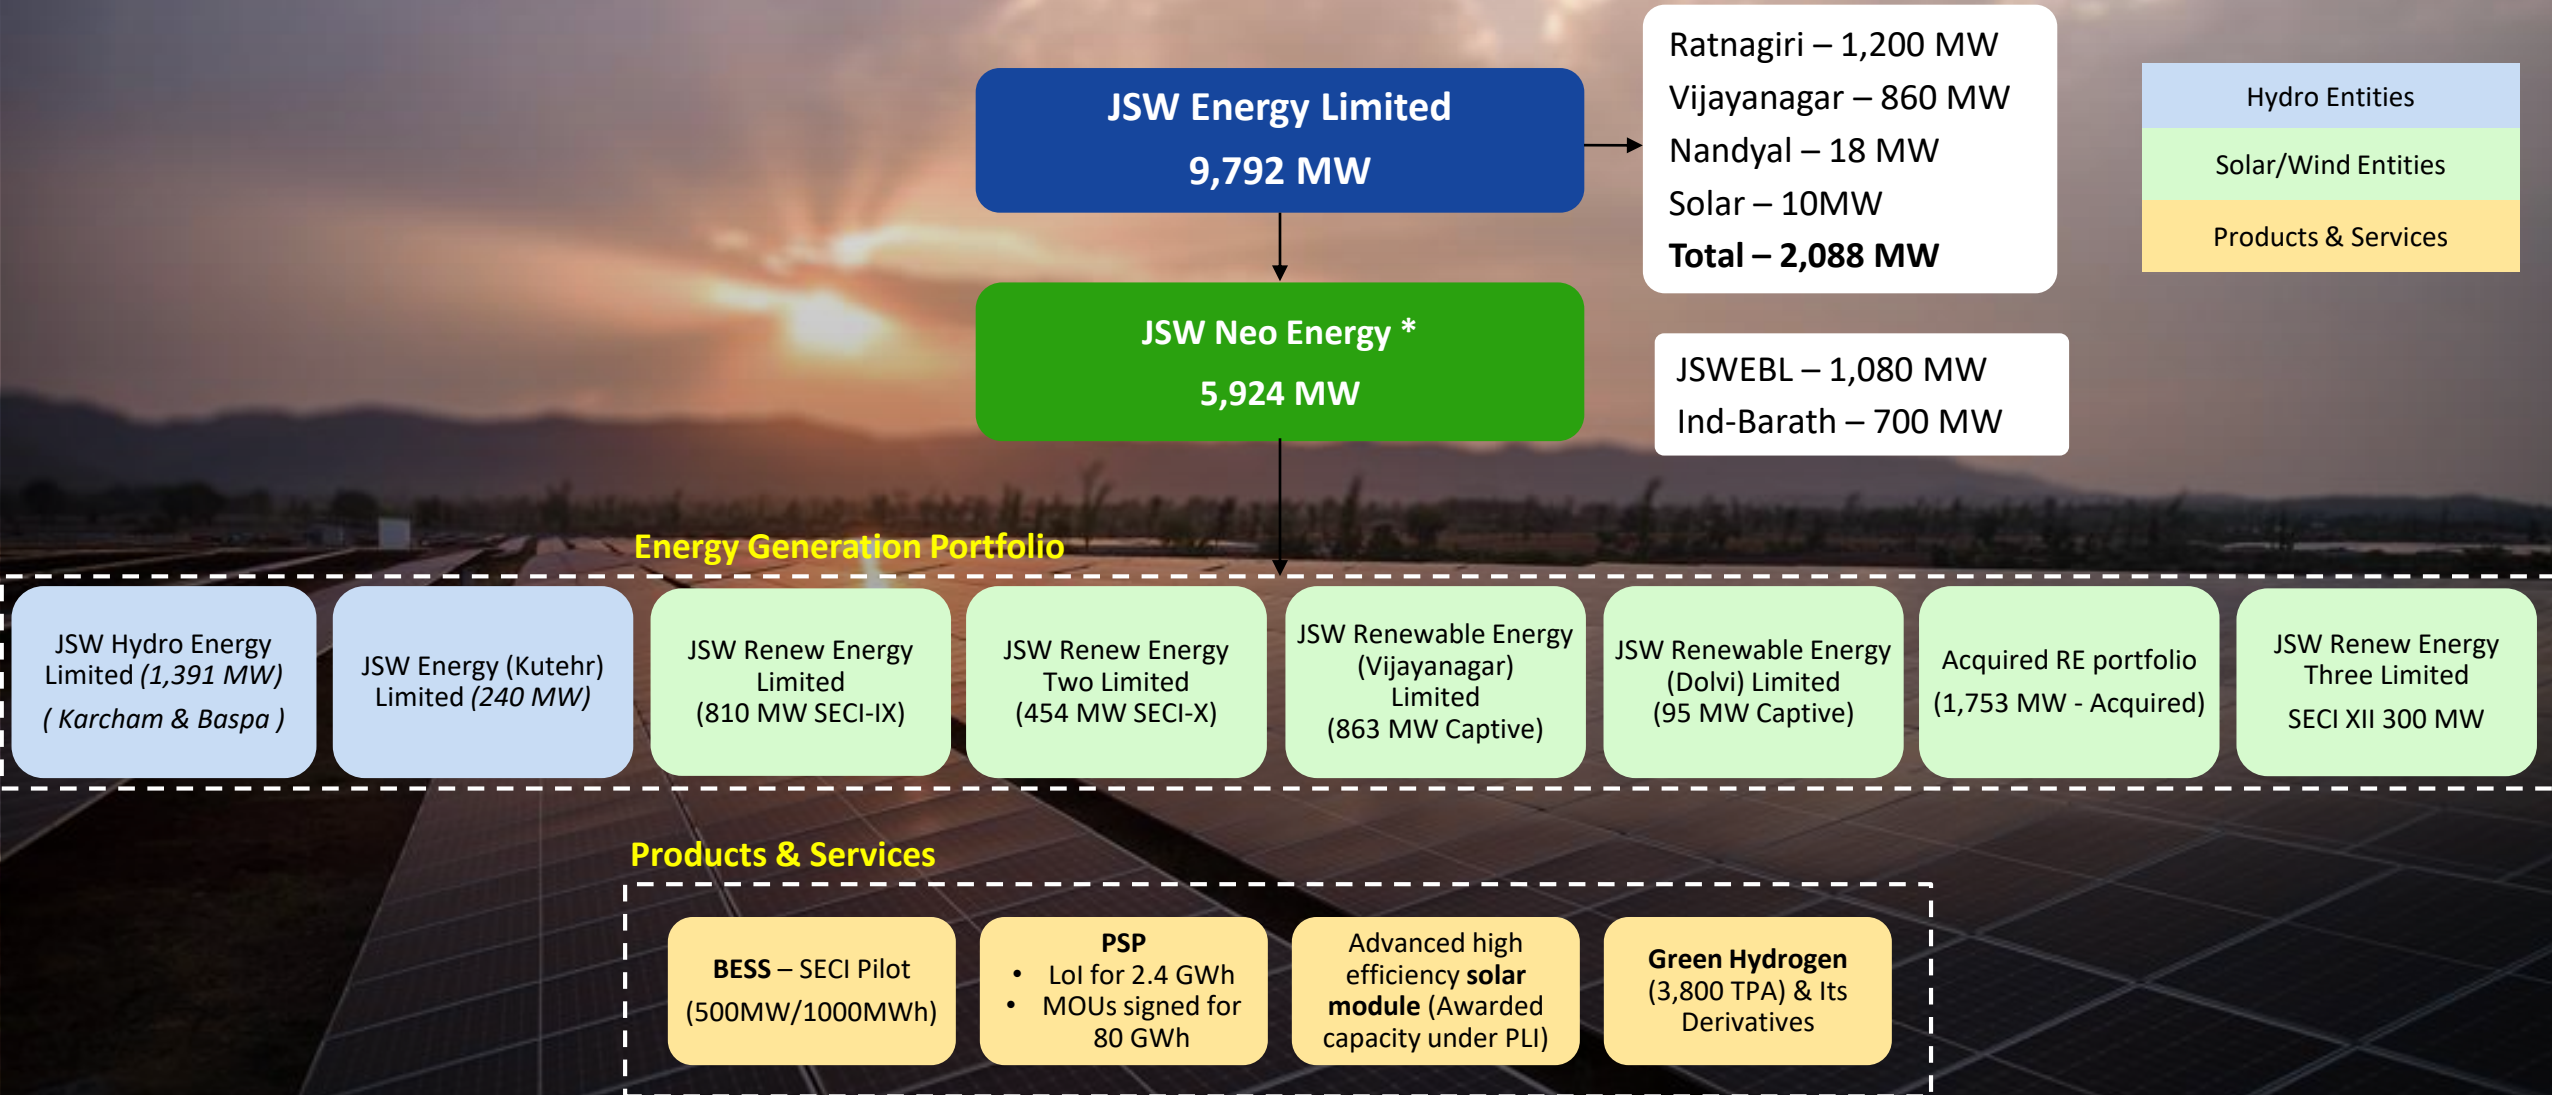 JSW Energy Limited
9,792 MW
Ratnagiri – 1,200 MW
Vijayanagar – 860 MW
Nandyal – 18 MW
Solar – 10MW
Total – 2,088 MW
Hydro Entities
Solar/Wind Entities
Products & Services
JSW Neo Energy *
5,924 MW
JSWEBL – 1,080 MW
Ind-Barath – 700 MW
Energy Generation Portfolio
JSW Hydro Energy
Limited (1,391 MW)
( Karcham & Baspa )
JSW Energy (Kutehr)
Limited (240 MW)
JSW Renew Energy
Limited
(810 MW SECI-IX)
JSW Renew Energy
Two Limited
(454 MW SECI-X)
JSW Renewable Energy
(Vijayanagar)
Limited
(863 MW Captive)
JSW Renewable Energy
(Dolvi) Limited
(95 MW Captive)
Acquired RE portfolio
(1,753 MW - Acquired)
JSW Renew Energy
Three Limited
SECI XII 300 MW
Products & Services
BESS – SECI Pilot
(500MW/1000MWh)
PSP
• LoI for 2.4 GWh
• MOUs signed for
80 GWh
Advanced high
efficiency solar
module (Awarded
capacity under PLI)
Green Hydrogen
(3,800 TPA) & Its
Derivatives